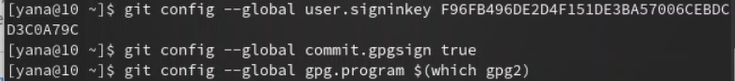 [yana@10 ~]$ git config --global user.signinkey F96FB496DE2D4F151DE3BA57006CEBDC
D3C0A79C
[yana@10 ~]$ git config --global commit.gpgsign true
[yana@10 ~]$ git config --global gpg.program $(which gpg2)